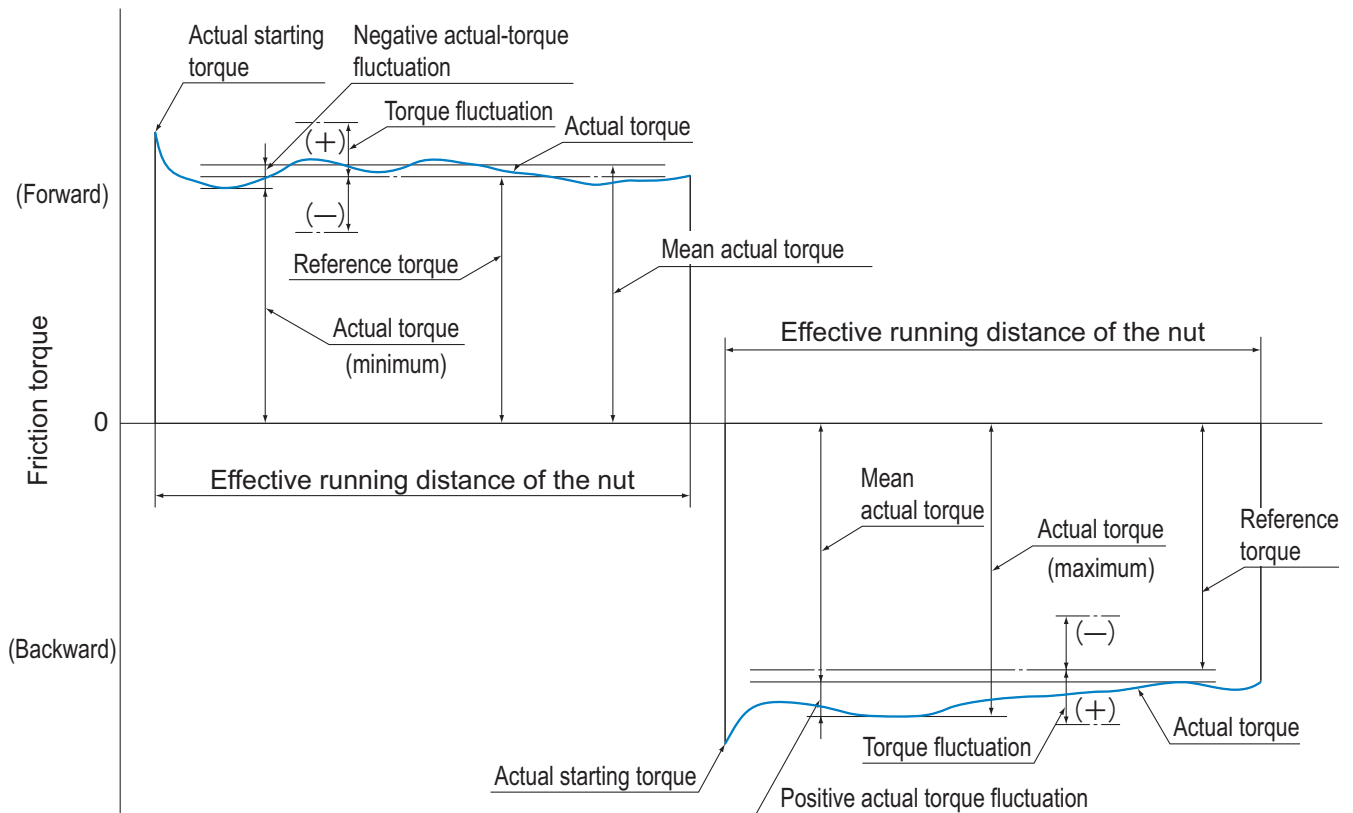 Actual starting
torque
Negative actual-torque
fluctuation
Torque fluctuation
Actual torque
(+)
(Forward)
(—)
Reference torque
Mean actual torque
Actual torque
(minimum)
Effective running distance of the nut
Friction torque
0
Effective running distance of the nut
Mean
actual torque
Actual torque
(maximum)
Reference
torque
(Backward)
(—)
(+)
Actual torque
Torque fluctuation
Actual starting torque
Positive actual torque fluctuation